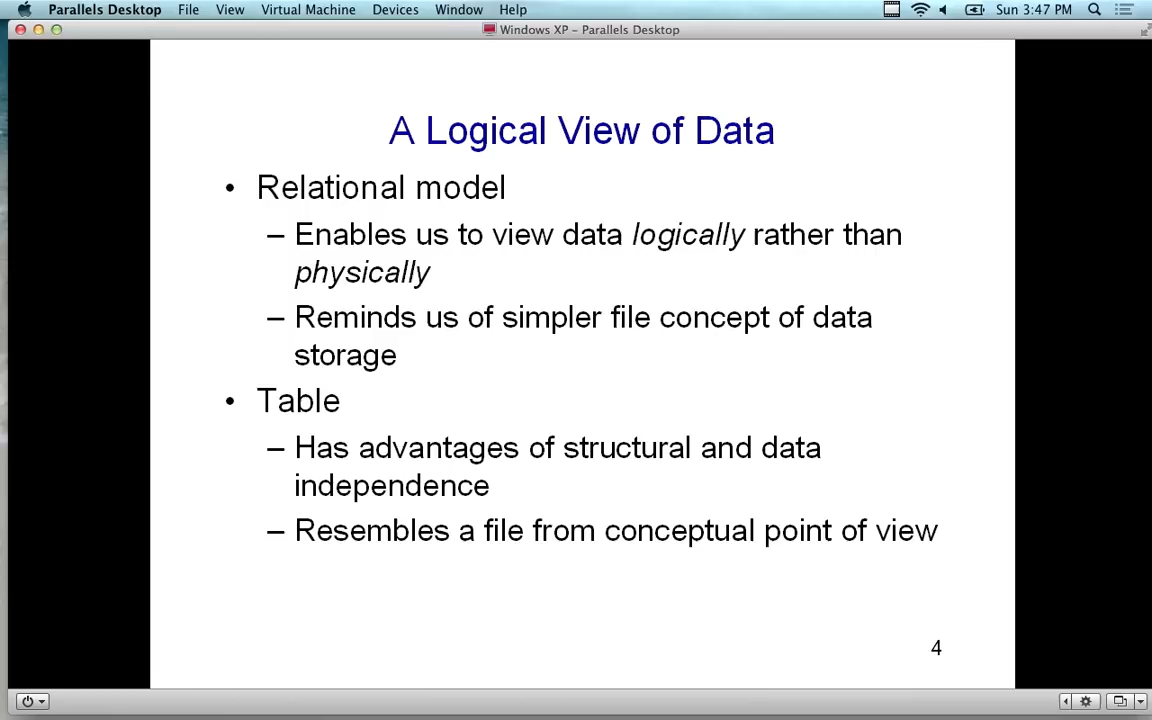 Parallels Desktop File View Virtual Machine Devices Window Help Sun 3:47 PM
Windows XP – Parallels Desktop
A Logical View of Data
• Relational model
– Enables us to view data logically rather than
physically
– Reminds us of simpler file concept of data
storage
• Table
– Has advantages of structural and data
independence
– Resembles a file from conceptual point of view
4